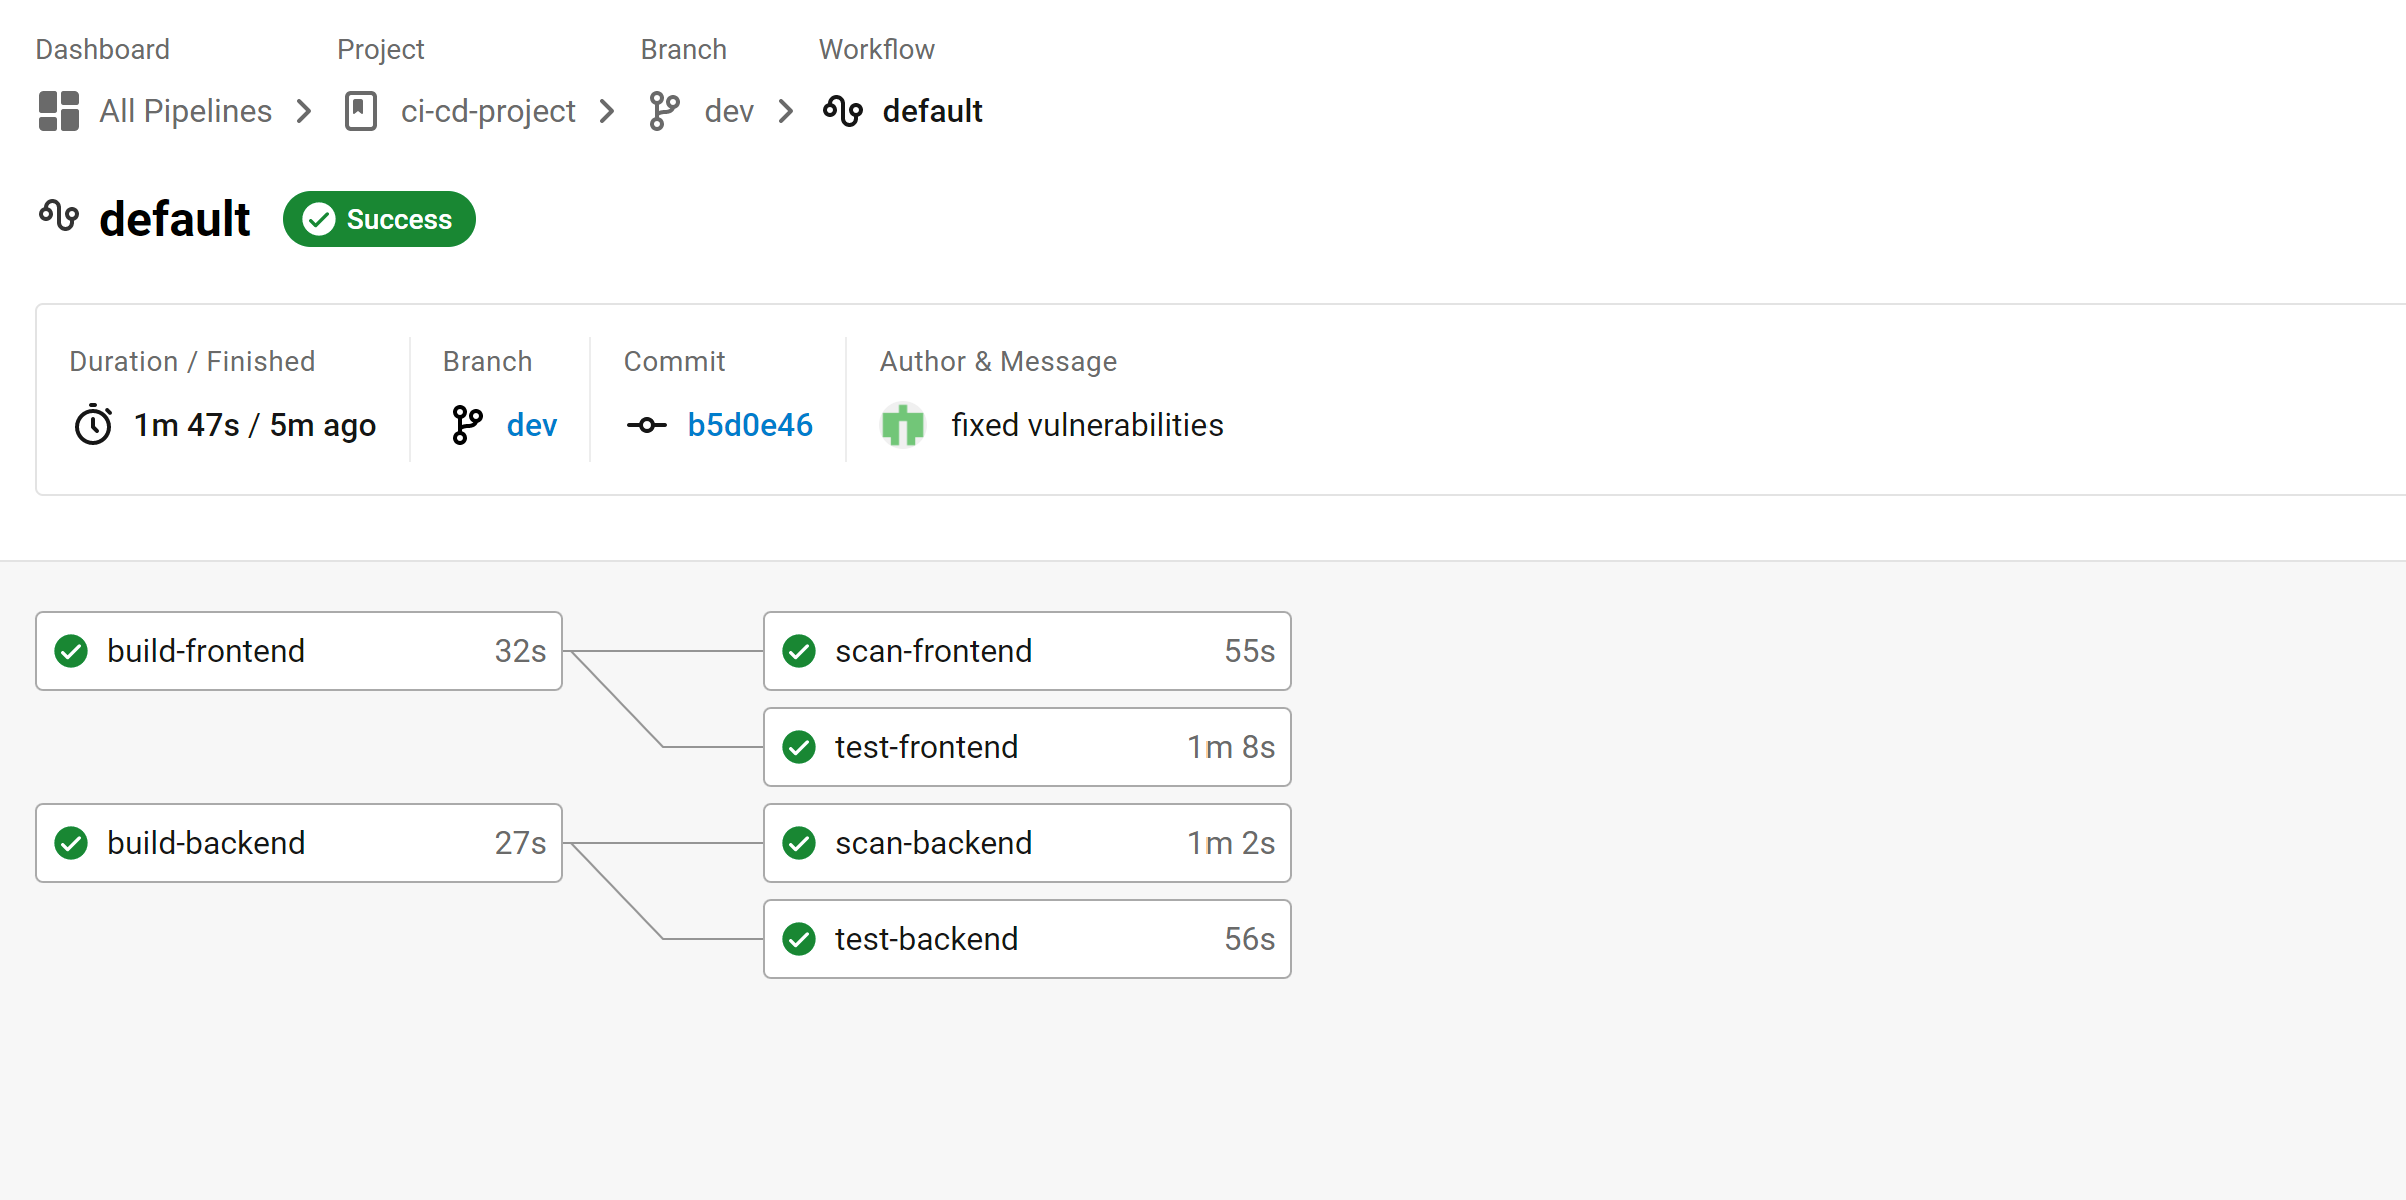 Dashboard Project Branch Workflow
All Pipelines ci-cd-project dev default
default Success
Duration / Finished Branch Commit Author & Message
1m 47s / 5m ago dev b5d0e46 fixed vulnerabilities
build-frontend 32s scan-frontend 55s
test-frontend 1m 8s
build-backend 27s scan-backend 1m 2s
test-backend 56s